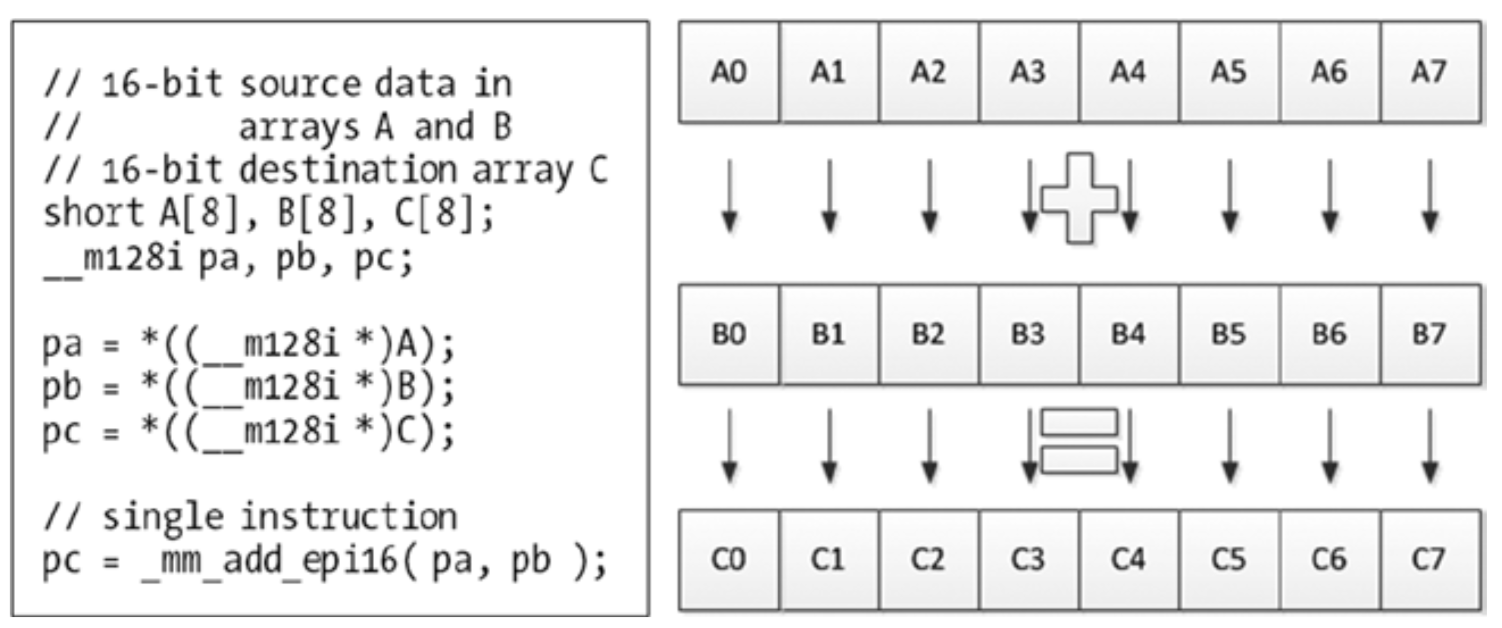 // 16-bit source data in
//        arrays A and B
// 16-bit destination array C
short A[8], B[8], C[8];
__m128i pa, pb, pc;
pa = *((__m128i *)A);
pb = *((__m128i *)B);
pc = *((__m128i *)C);
// single instruction
pc = _mm_add_epi16( pa, pb );
A0 A1 A2 A3 A4 A5 A6 A7
B0 B1 B2 B3 B4 B5 B6 B7
C0 C1 C2 C3 C4 C5 C6 C7